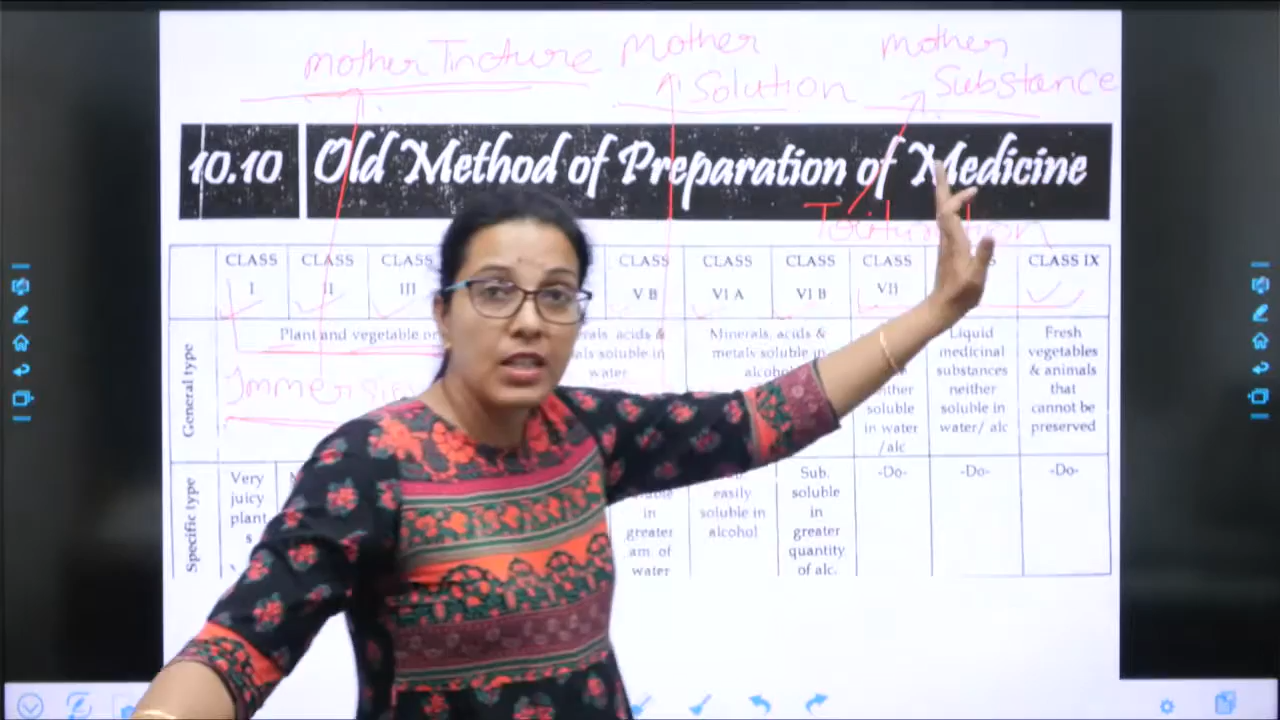 mother Tincture
mother
Solution
mother
Substance
10.10 Old Method of Preparation of Medicine
Trituration
CLASS I
CLASS II
CLASS III
CLASS V B
CLASS VI A
CLASS VI B
CLASS VII
CLASS IX
General type
Plant and vegetable
acids &
soluble in
water
Minerals, acids &
metals soluble in
Liquid
medicinal
substances
neither
soluble in
water/ alc
Fresh
vegetables
& animals
that
cannot be
preserved
soluble
in water
/alc
Specific type
Very
juicy
plant
s
in
greater
am. of
water
easily
soluble in
alcohol
Sub.
soluble
in
greater
quantity
of alc.
-Do-
-Do-
-Do-